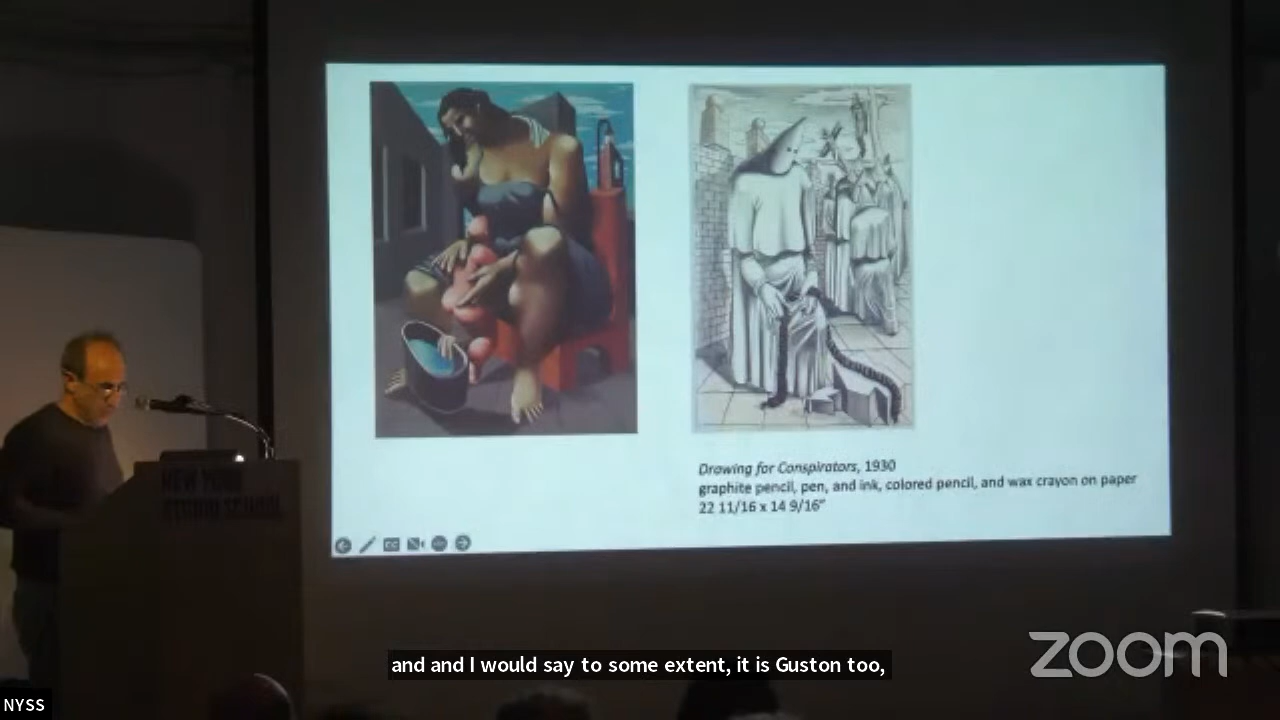 Drawing for Conspirators, 1930
graphite pencil, pen, and ink, colored pencil, and wax crayon on paper
22 11/16 x 14 9/16"
NEW YORK
STUDIO SCHOOL
and and I would say to some extent, it is Guston too,
zoom
NYSS